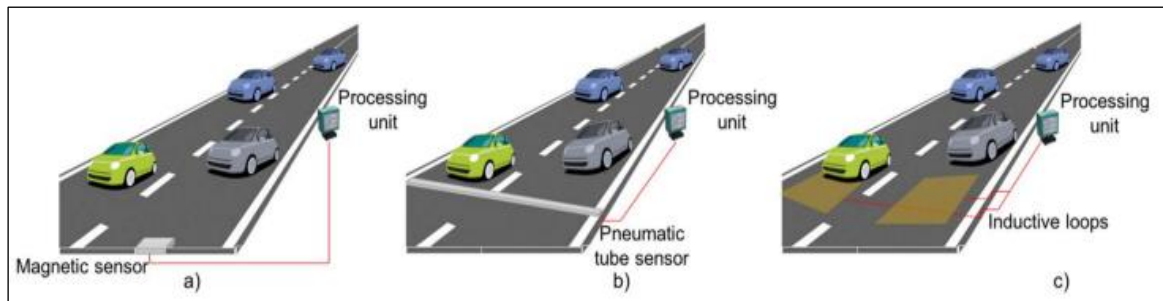 Processing
unit
Magnetic sensor
a)
Processing
unit
Pneumatic
tube sensor
b)
Processing
unit
Inductive loops
c)